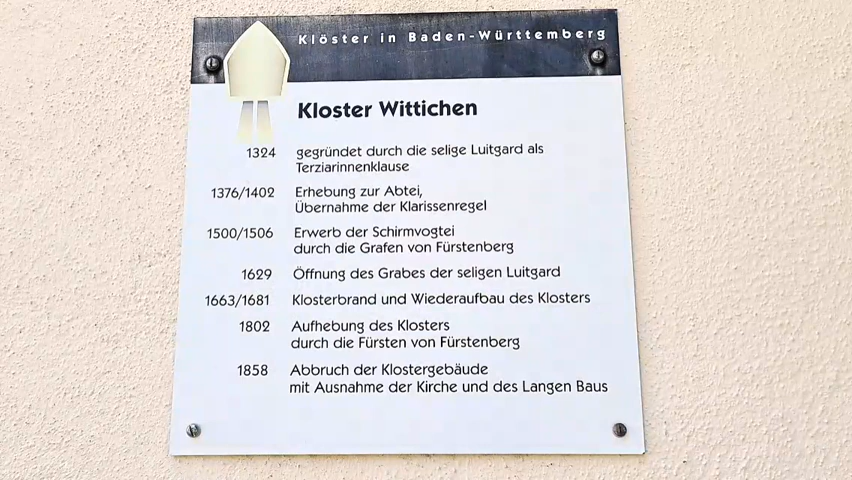 Klöster in Baden-Württemberg
Kloster Wittichen
1324 gegründet durch die selige Luitgard als
Terziarinnenklause
1376/1402 Erhebung zur Abtei,
Übernahme der Klarissenregel
1500/1506 Erwerb der Schirmvogtei
durch die Grafen von Fürstenberg
1629 Öffnung des Grabes der seligen Luitgard
1663/1681 Klosterbrand und Wiederaufbau des Klosters
1802 Aufhebung des Klosters
durch die Fürsten von Fürstenberg
1858 Abbruch der Klostergebäude
mit Ausnahme der Kirche und des Langen Baus